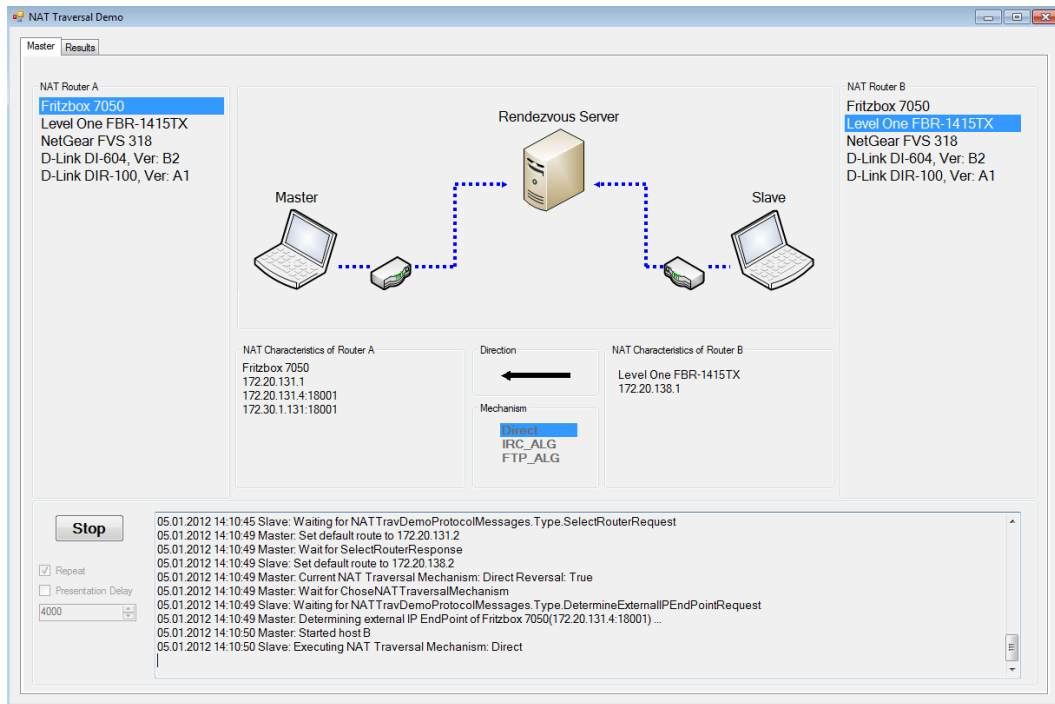 NAT Traversal Demo
Master
Results
NAT Router A
Fritzbox 7050
Level One FBR-1415TX
NetGear FVS 318
D-Link DI-604, Ver: B2
D-Link DIR-100, Ver: A1
Rendezvous Server
Master
Slave
NAT Router B
Fritzbox 7050
Level One FBR-1415TX
NetGear FVS 318
D-Link DI-604, Ver: B2
D-Link DIR-100, Ver: A1
NAT Characteristics of Router A
Fritzbox 7050
172.20.131.1
172.20.131.4:18001
172.30.1.131:18001
Direction
Mechanism
Direct
IRC_ALG
FTP_ALG
NAT Characteristics of Router B
Level One FBR-1415TX
172.20.138.1
Stop
Repeat
Presentation Delay
4000
05.01.2012 14:10:45 Slave: Waiting for NATTravDemoProtocolMessages.Type.SelectRouterRequest
05.01.2012 14:10:49 Master: Set default route to 172.20.131.2
05.01.2012 14:10:49 Master: Wait for SelectRouterResponse
05.01.2012 14:10:49 Slave: Set default route to 172.20.138.2
05.01.2012 14:10:49 Master: Current NAT Traversal Mechanism: Direct Reversal: True
05.01.2012 14:10:49 Master: Wait for ChoseNATTraversalMechanism
05.01.2012 14:10:49 Slave: Waiting for NATTravDemoProtocolMessages.Type.DetermineExternalIPEndPointRequest
05.01.2012 14:10:49 Master: Determining external IP EndPoint of Fritzbox 7050(172.20.131.4:18001) ...
05.01.2012 14:10:50 Master: Started host B
05.01.2012 14:10:50 Slave: Executing NAT Traversal Mechanism: Direct